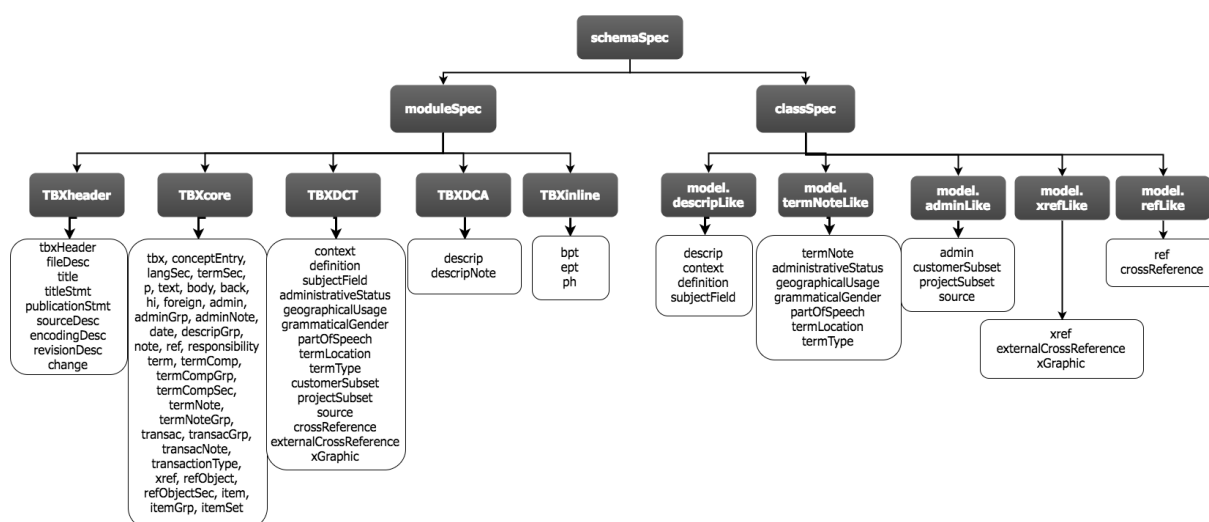 schemaSpec
moduleSpec
classSpec
TBXheader
TBXcore
TBXDCT
TBXDCA
TBXinline
model.
descripLike
model.
termNoteLike
model.
adminLike
model.
xrefLike
model.
refLike
tbxHeader
fileDesc
title
titleStmt
publicationStmt
sourceDesc
encodingDesc
revisionDesc
change
tbx, conceptEntry,
langSec, termSec,
p, text, body, back,
hi, foreign, admin,
adminGrp, adminNote,
date, descripGrp,
note, ref, responsibility
term, termComp,
termCompGrp,
termCompSec,
termNote,
termNoteGrp,
transac, transacGrp,
transacNote,
transactionType,
xref, refObject,
refObjectSec, item,
itemGrp, itemSet
context
definition
subjectField
administrativeStatus
geographicalUsage
grammaticalGender
partOfSpeech
termLocation
termType
customerSubset
projectSubset
source
crossReference
externalCrossReference
xGraphic
descrip
descripNote
bpt
ept
ph
descrip
context
definition
subjectField
termNote
administrativeStatus
geographicalUsage
grammaticalGender
partOfSpeech
termLocation
termType
admin
customerSubset
projectSubset
source
xref
externalCrossReference
xGraphic
ref
crossReference